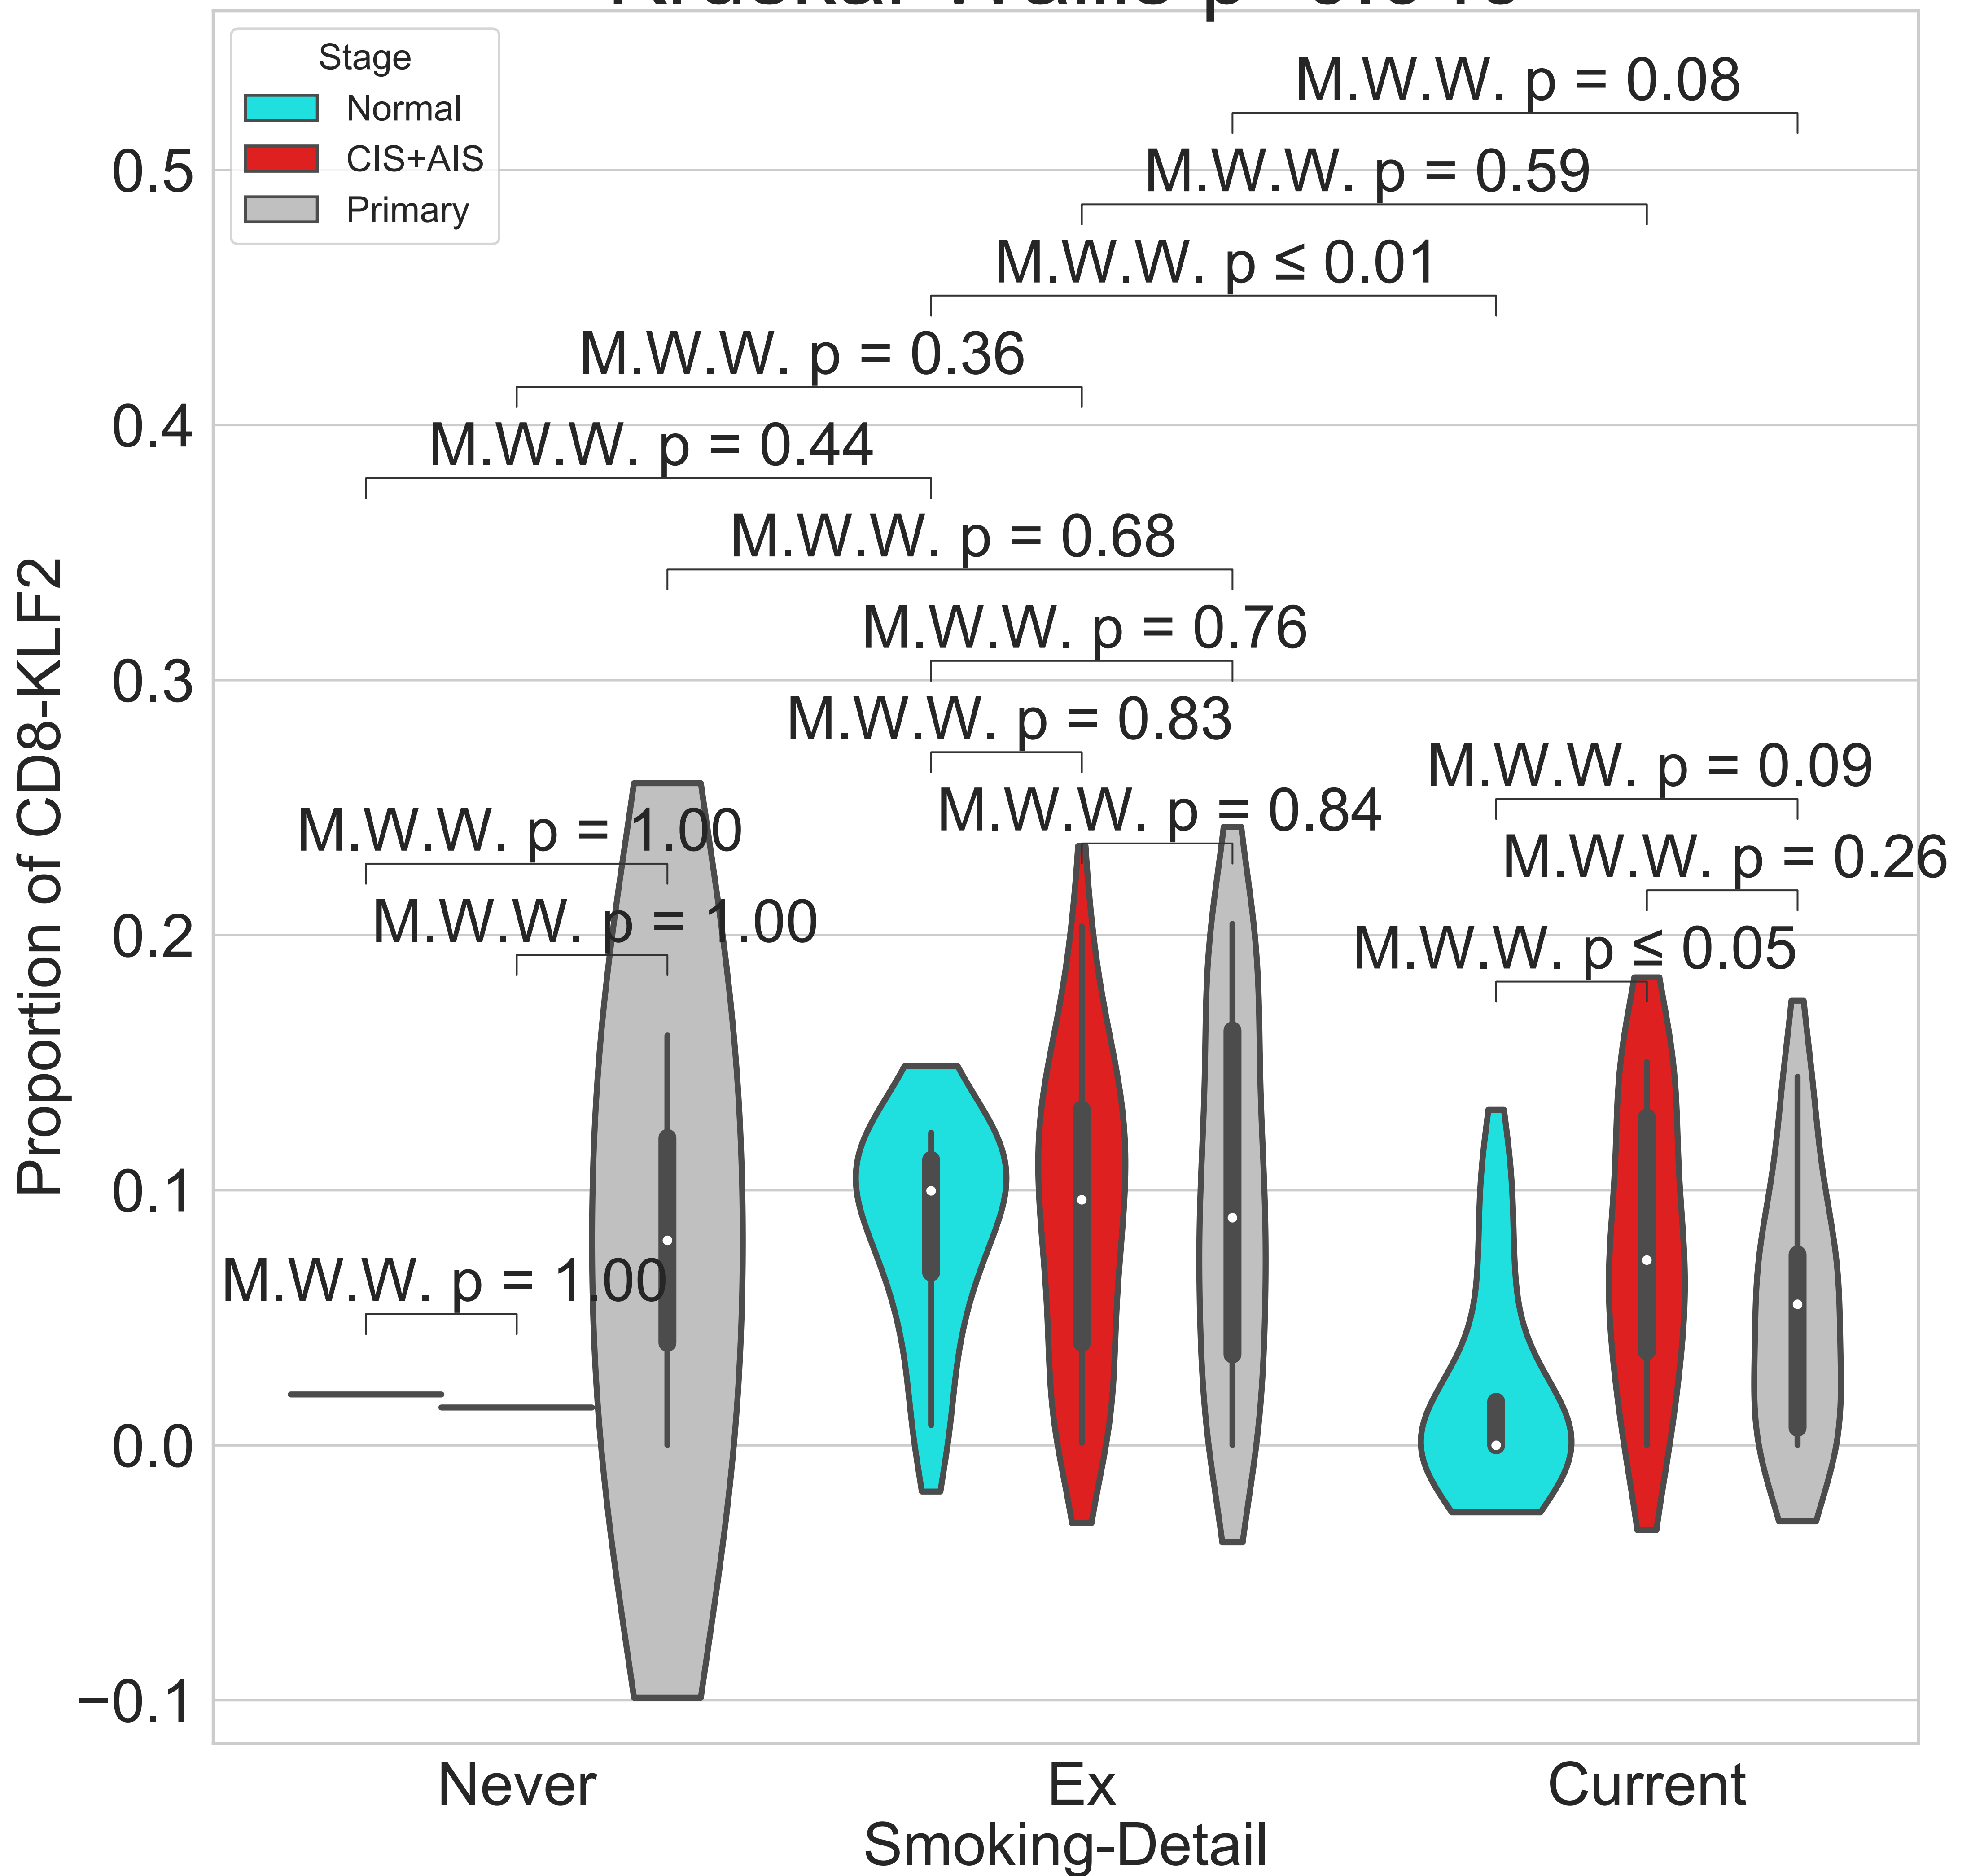 Stage
Normal
CIS+AIS
Primary
M.W.W. p = 0.08
M.W.W. p = 0.59
M.W.W. p ≤ 0.01
M.W.W. p = 0.36
M.W.W. p = 0.44
M.W.W. p = 0.68
M.W.W. p = 0.76
M.W.W. p = 0.83
M.W.W. p = 0.84
M.W.W. p = 0.09
M.W.W. p = 0.26
M.W.W. p ≤ 0.05
M.W.W. p = 1.00
M.W.W. p = 1.00
M.W.W. p = 1.00
0.5
0.4
0.3
0.2
0.1
0.0
−0.1
Proportion of CD8-KLF2
Never
Ex
Current
Smoking-Detail